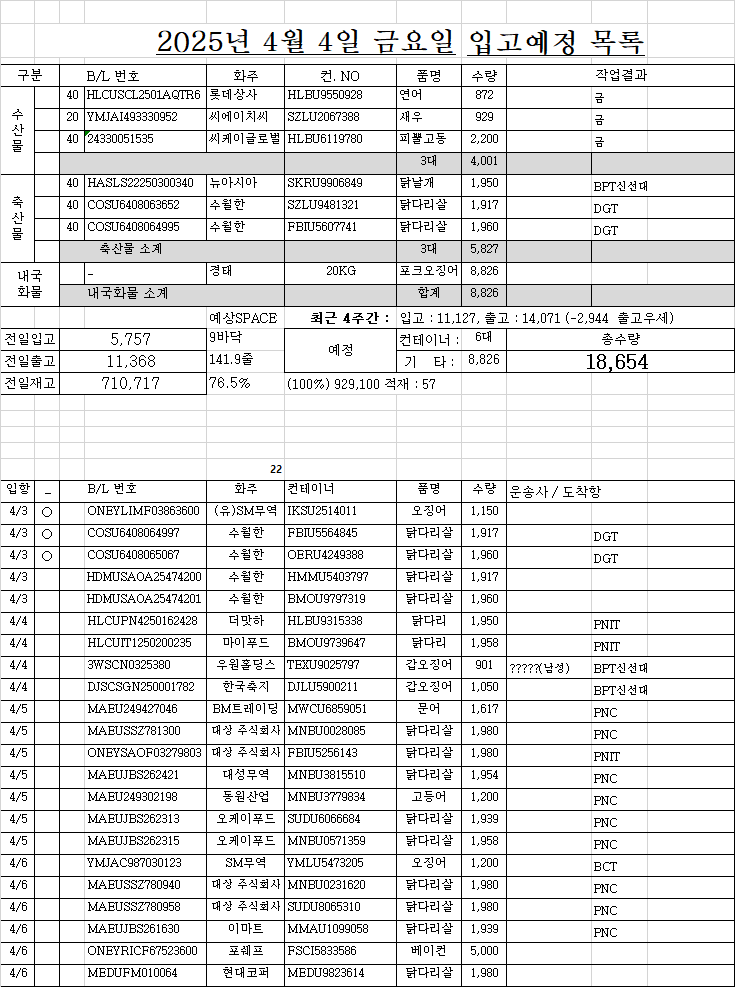 2025년 4월 4일 금요일 입고예정 목록
구분 B/L 번호 화주 컨. NO 품명 수량 작업결과
수산물 40 HLCUSCL2501AQTR6 롯데상사 HLBU9550928 연어 872 금
20 YMJAI493330952 씨에이치씨 SZLU2067388 새우 929 금
40 24330051535 씨케이글로벌 HLBU6119780 피뿔고동 2,200 금
3대 4,001
축산물 40 HASLS22250300340 뉴아시아 SKRU9906849 닭날개 1,950 BPT신선대
40 COSU6408063652 수월한 SZLU9481321 닭다리살 1,917 DGT
40 COSU6408064995 수월한 FBIU5607741 닭다리살 1,960 DGT
축산물 소계 3대 5,827
내국화물 - 경태 20KG 포크오징어 8,826
내국화물 소계 합계 8,826
예상SPACE 최근 4주간 : 입고 : 11,127, 출고 : 14,071 (-2,944 출고우세)
전일입고 5,757 9바닥 예정 컨테이너 : 6대 총수량
전일출고 11,368 141.9줄 기 타 : 8,826 18,654
전일재고 710,717 76.5% (100%) 929,100 적재 : 57
22
입항 _ B/L 번호 화주 컨테이너 품명 수량 운송사 / 도착항
4/3 ○ ONEYLIMF03863600 (유)SM무역 IKSU2514011 오징어 1,150
4/3 ○ COSU6408064997 수월한 FBIU5564845 닭다리살 1,917 DGT
4/3 ○ COSU6408065067 수월한 OERU4249388 닭다리살 1,960 DGT
4/3 HDMUSAOA25474200 수월한 HMMU5403797 닭다리살 1,917
4/3 HDMUSAOA25474201 수월한 BMOU9797319 닭다리살 1,960
4/4 HLCUPN4250162428 더맛하 HLBU9315338 닭다리 1,950 PNIT
4/4 HLCUIT1250200235 마이푸드 BMOU9739647 닭다리 1,958 PNIT
4/4 3WSCN0325380 우원홀딩스 TEXU9025797 갑오징어 901 ?????(남성) BPT신선대
4/4 DJSCSGN250001782 한국축지 DJLU5900211 갑오징어 1,050 BPT신선대
4/5 MAEU249427046 BM트레이딩 MWCU6859051 문어 1,617 PNC
4/5 MAEUSSZ781300 대상 주식회사 MNBU0028085 닭다리살 1,980 PNC
4/5 ONEYSAOF03279803 대상 주식회사 FBIU5256143 닭다리살 1,980 PNIT
4/5 MAEUJBS262421 대성무역 MNBU3815510 닭다리살 1,954 PNC
4/5 MAEU249302198 동원산업 MNBU3779834 고등어 1,200 PNC
4/5 MAEUJBS262313 오케이푸드 SUDU6066684 닭다리살 1,939 PNC
4/5 MAEUJBS262315 오케이푸드 MNBU0571359 닭다리살 1,958 PNC
4/6 YMJAC987030123 SM무역 YMLU5473205 오징어 1,200 BCT
4/6 MAEUSSZ780940 대상 주식회사 MNBU0231620 닭다리살 1,980 PNC
4/6 MAEUSSZ780958 대상 주식회사 SUDU8065310 닭다리살 1,980 PNC
4/6 MAEUJBS261630 이마트 MMAU1099058 닭다리살 1,939 PNC
4/6 ONEYRICF67523600 포쉐프 FSCI5833586 베이컨 5,000
4/6 MEDUFM010064 현대코퍼 MEDU9823614 닭다리살 1,980